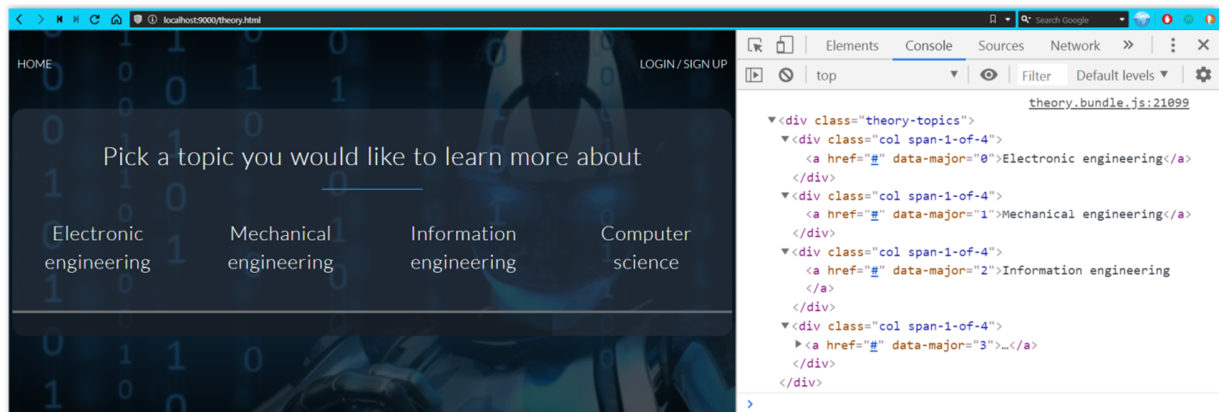 localhost:9000/theory.html
Search Google
HOME
LOGIN / SIGN UP
Pick a topic you would like to learn more about
Electronic engineering
Mechanical engineering
Information engineering
Computer science
Elements Console Sources Network »
top Filter Default levels ▼
theory.bundle.js:21099
▼<div class="theory-topics">
▼<div class="col span-1-of-4">
<a href="#" data-major="0">Electronic engineering</a>
</div>
▼<div class="col span-1-of-4">
<a href="#" data-major="1">Mechanical engineering</a>
</div>
▼<div class="col span-1-of-4">
<a href="#" data-major="2">Information engineering
</a>
</div>
▼<div class="col span-1-of-4">
▶<a href="#" data-major="3">…</a>
</div>
</div>